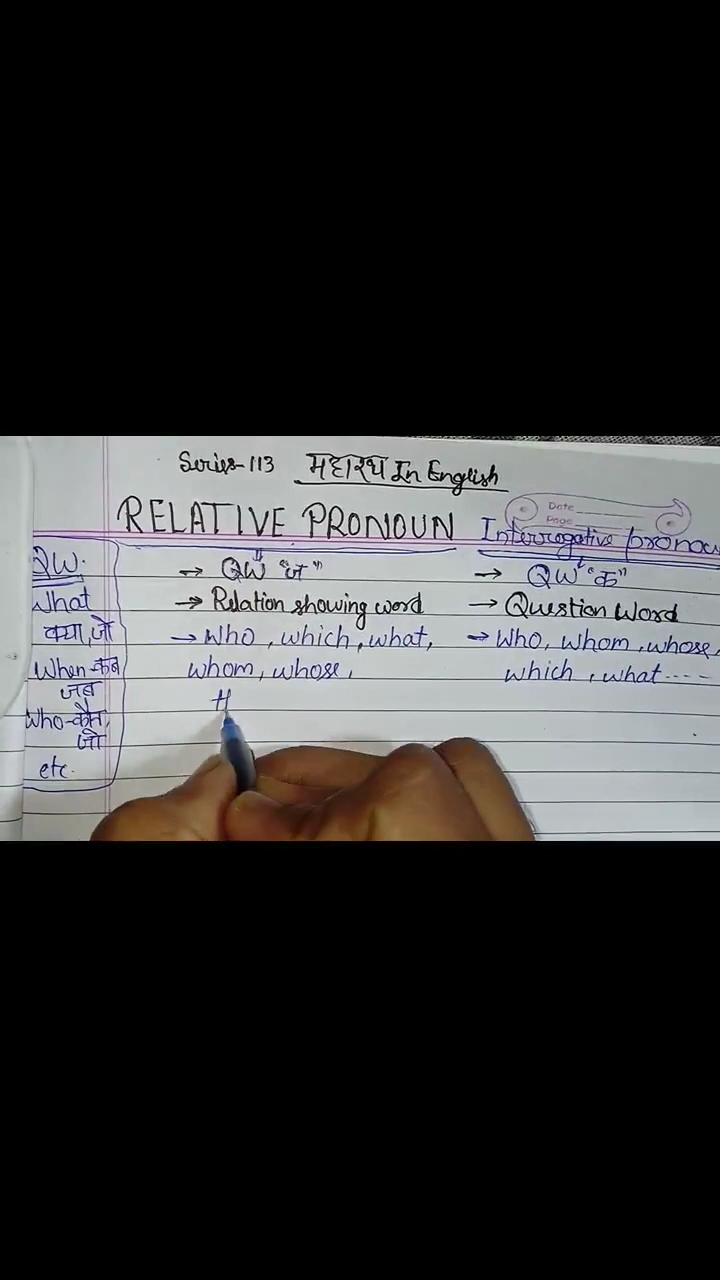 Series-113 महारथ In English
Date
Page
RELATIVE PRONOUN
Interrogative pronou
QW.
What
क्या, जो
When-कब
जब
Who-कौन,
जो
etc.
→ QW "ज"
→ Relation showing word
→ Who, which, what,
whom, whose,
H
→ QW "क"
→ Question Word
→ Who, Whom, whose,
which, what ----